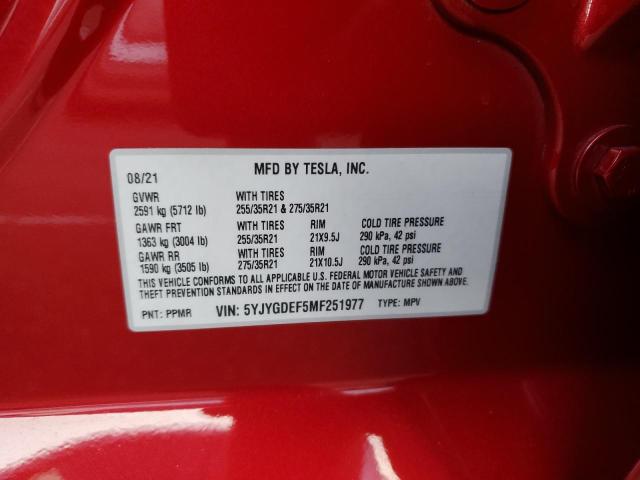 MFD BY TESLA, INC.
08/21
GVWR WITH TIRES
2591 kg (5712 lb) 255/35R21 & 275/35R21
GAWR FRT WITH TIRES RIM COLD TIRE PRESSURE
1363 kg (3004 lb) 255/35R21 21X9.5J 290 kPa, 42 psi
GAWR RR WITH TIRES RIM COLD TIRE PRESSURE
1590 kg (3505 lb) 275/35R21 21X10.5J 290 kPa, 42 psi
THIS VEHICLE CONFORMS TO ALL APPLICABLE U.S. FEDERAL MOTOR VEHICLE SAFETY AND
THEFT PREVENTION STANDARDS IN EFFECT ON THE DATE OF MANUFACTURE SHOWN ABOVE.
PNT: PPMR VIN: 5YJYGDEF5MF251977 TYPE: MPV